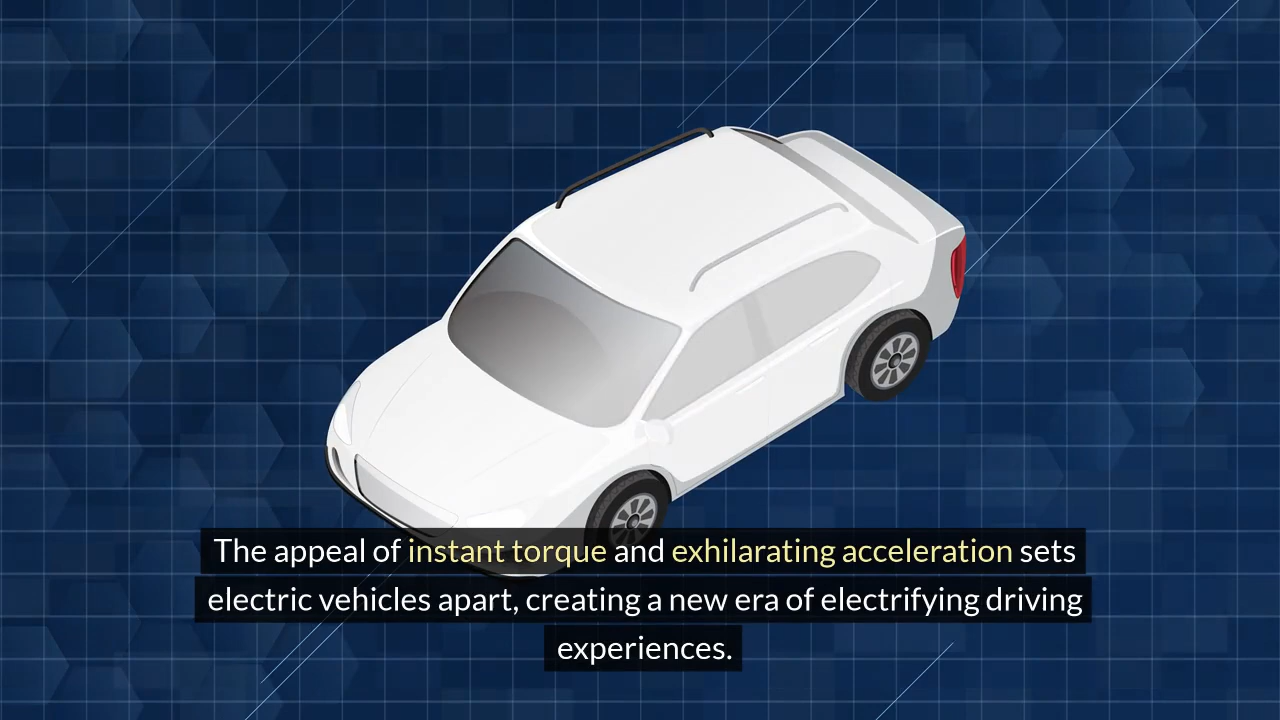 The appeal of instant torque and exhilarating acceleration sets
electric vehicles apart, creating a new era of electrifying driving
experiences.